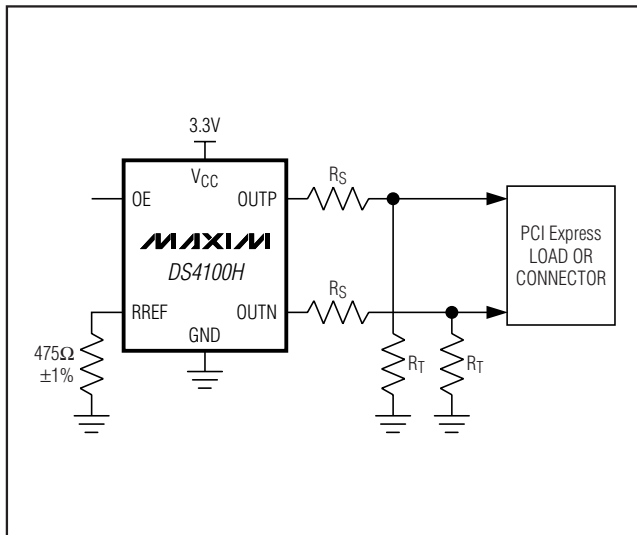 3.3V
VCC
OE
OUTP
RS
MAXIM
DS4100H
PCI Express
LOAD OR
CONNECTOR
RREF
OUTN
RS
GND
475Ω
±1%
RT
RT